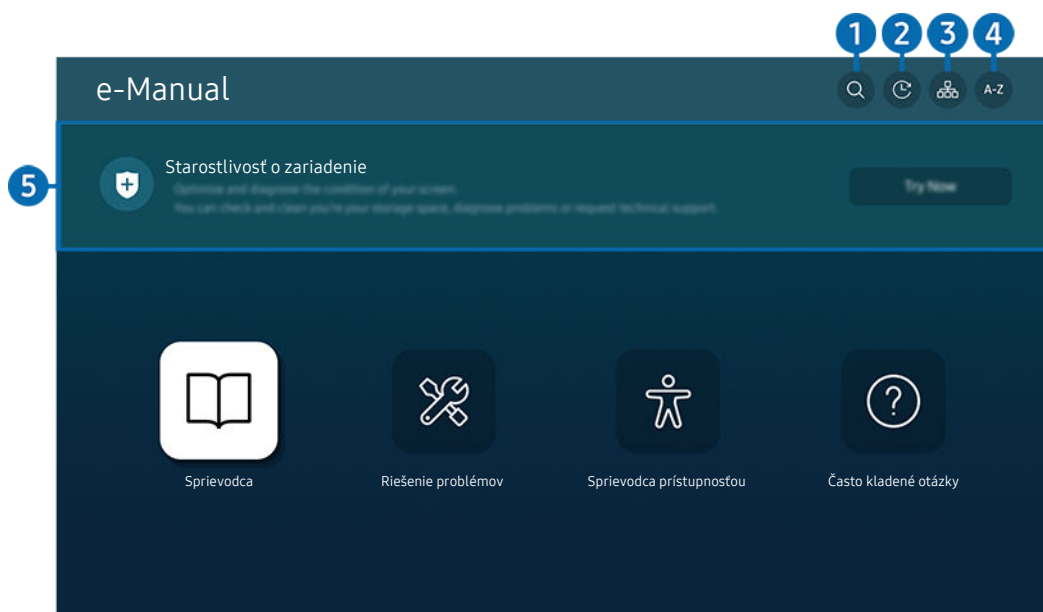 1 2 3 4
e-Manual
A-Z
5
Starostlivosť o zariadenie
Optimize and diagnose the condition of your screen.
Try Now
You can check and clean you're your storage space, diagnose problems or request technical support.
?
Sprievodca
Riešenie problémov
Sprievodca prístupnosťou
Často kladené otázky